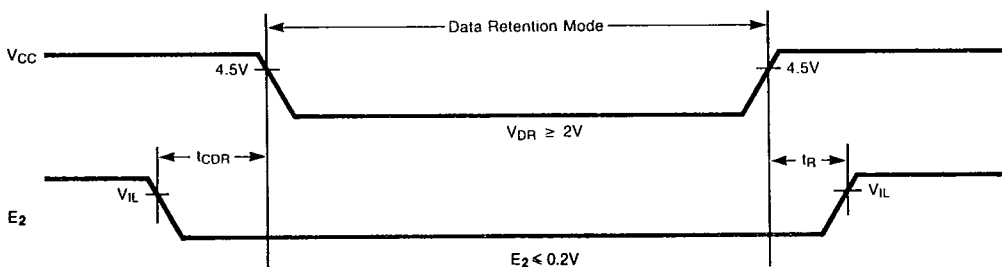 Data Retention Mode
VCC
4.5V
4.5V
VDR ≥ 2V
tCDR
tR
VIL
VIL
E2
E2 ≤ 0.2V